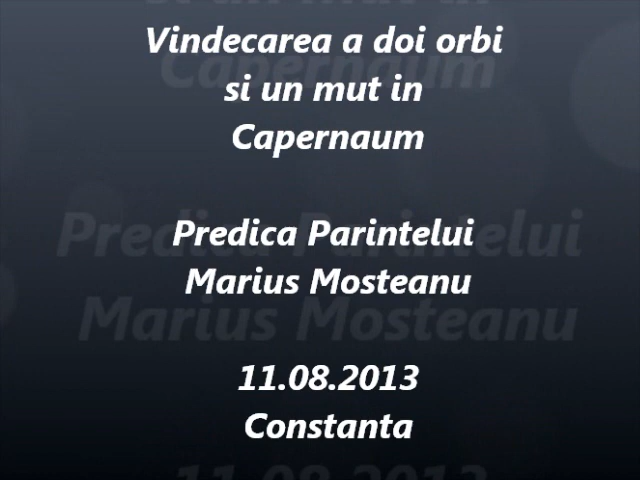 Vindecarea a doi orbi
si un mut in
Capernaum
Predica Parintelui
Marius Mosteanu
11.08.2013
Constanta